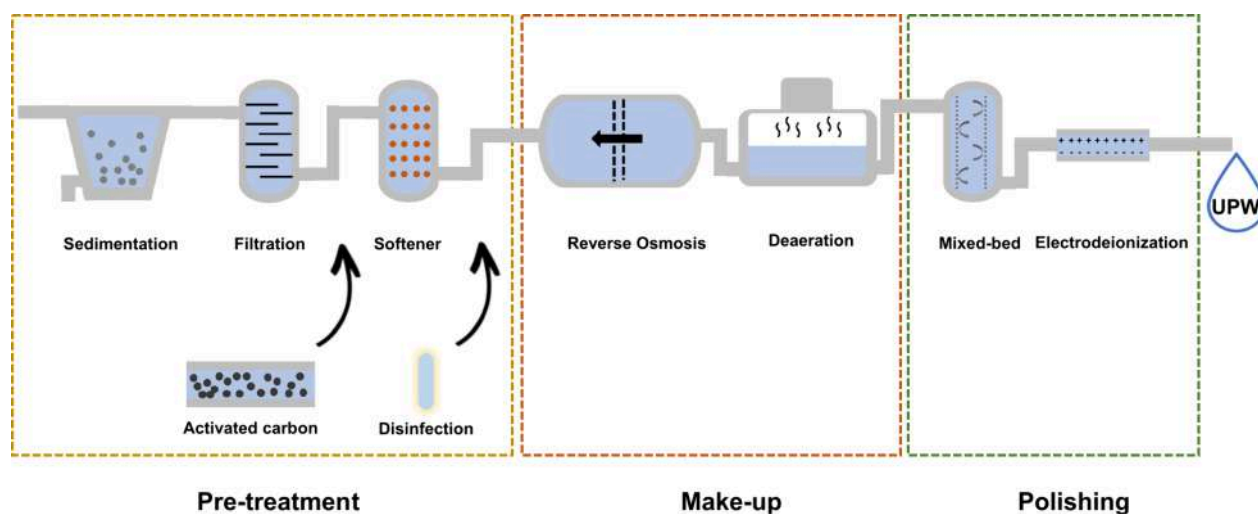 Sedimentation
Filtration
Softener
Reverse Osmosis
Deaeration
Mixed-bed
Electrodeionization
UPW
Activated carbon
Disinfection
Pre-treatment
Make-up
Polishing